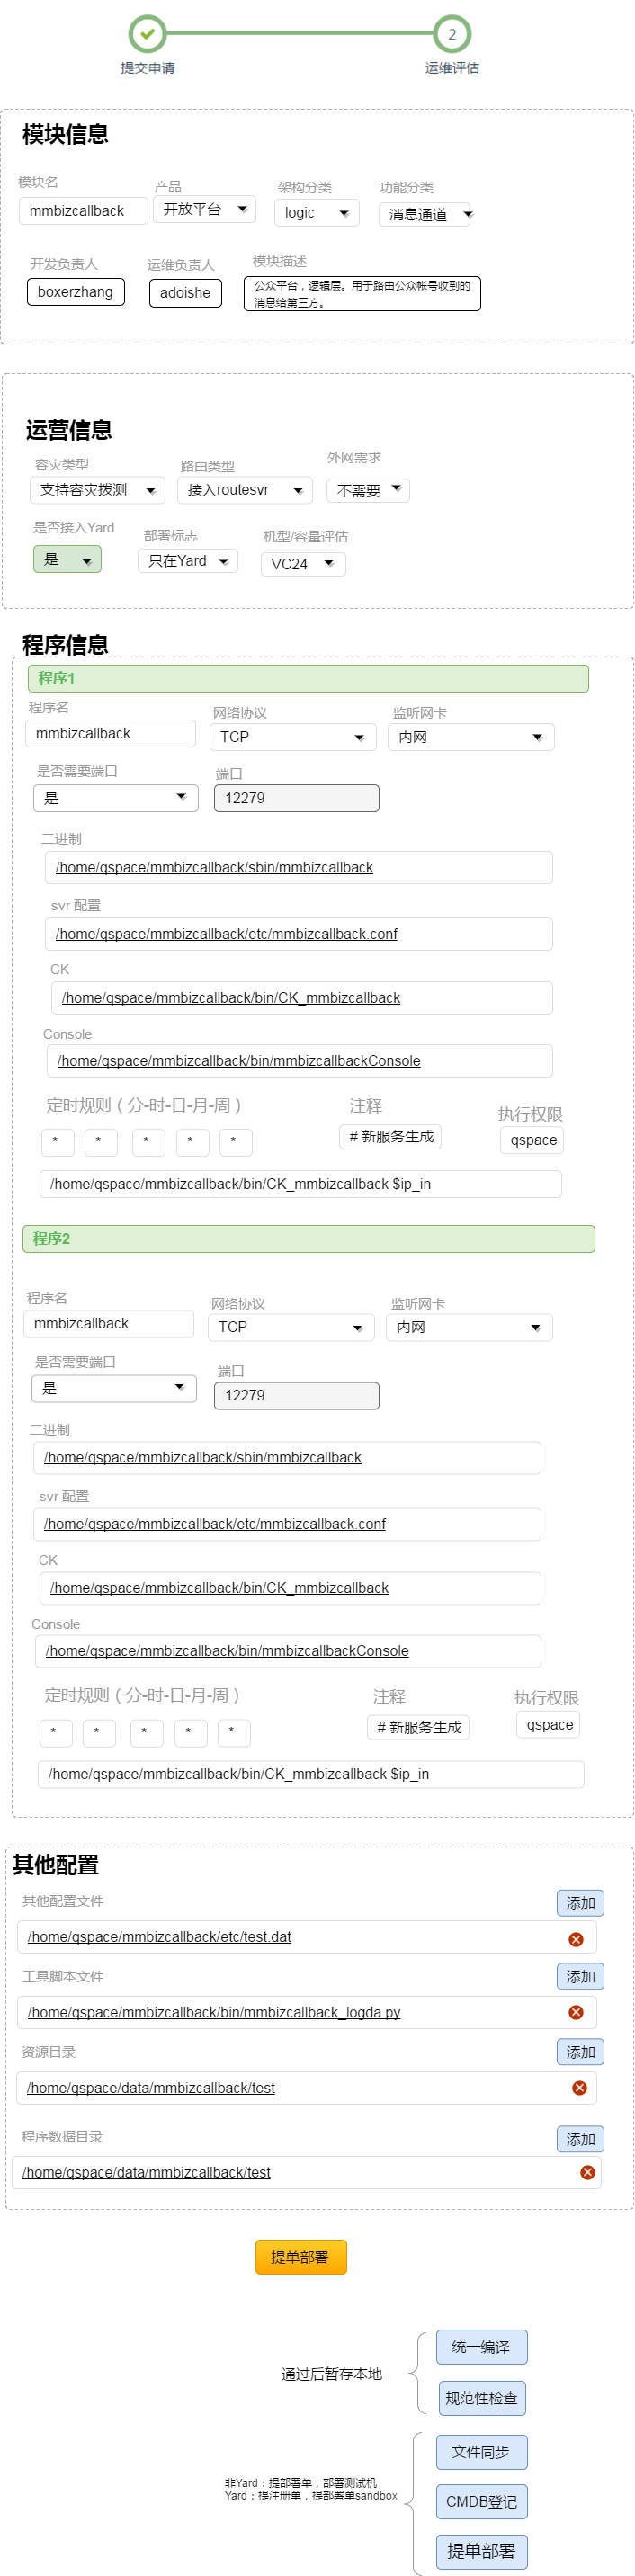 2
提交申请
运维评估
模块信息
模块名
产品
架构分类
功能分类
mmbizcallback
开放平台
logic
消息通道
开发负责人
运维负责人
模块描述
boxerzhang
adoishe
公众平台，逻辑层。用于路由公众帐号收到的
消息给第三方。
运营信息
容灾类型
路由类型
外网需求
支持容灾拨测
接入routesvr
不需要
是否接入Yard
部署标志
机型/容量评估
是
只在Yard
VC24
程序信息
程序1
程序名
网络协议
监听网卡
mmbizcallback
TCP
内网
是否需要端口
端口
是
12279
二进制
/home/qspace/mmbizcallback/sbin/mmbizcallback
svr 配置
/home/qspace/mmbizcallback/etc/mmbizcallback.conf
CK
/home/qspace/mmbizcallback/bin/CK_mmbizcallback
Console
/home/qspace/mmbizcallback/bin/mmbizcallbackConsole
定时规则（分-时-日-月-周）
注释
执行权限
* * * * *
# 新服务生成
qspace
/home/qspace/mmbizcallback/bin/CK_mmbizcallback $ip_in
程序2
程序名
网络协议
监听网卡
mmbizcallback
TCP
内网
是否需要端口
端口
是
12279
二进制
/home/qspace/mmbizcallback/sbin/mmbizcallback
svr 配置
/home/qspace/mmbizcallback/etc/mmbizcallback.conf
CK
/home/qspace/mmbizcallback/bin/CK_mmbizcallback
Console
/home/qspace/mmbizcallback/bin/mmbizcallbackConsole
定时规则（分-时-日-月-周）
注释
执行权限
* * * * *
# 新服务生成
qspace
/home/qspace/mmbizcallback/bin/CK_mmbizcallback $ip_in
其他配置
其他配置文件
添加
/home/qspace/mmbizcallback/etc/test.dat
工具脚本文件
添加
/home/qspace/mmbizcallback/bin/mmbizcallback_logda.py
资源目录
添加
/home/qspace/data/mmbizcallback/test
程序数据目录
添加
/home/qspace/data/mmbizcallback/test
提单部署
统一编译
通过后暂存本地
规范性检查
文件同步
非Yard：提部署单，部署测试机
Yard：提注册单，提部署单sandbox
CMDB登记
提单部署